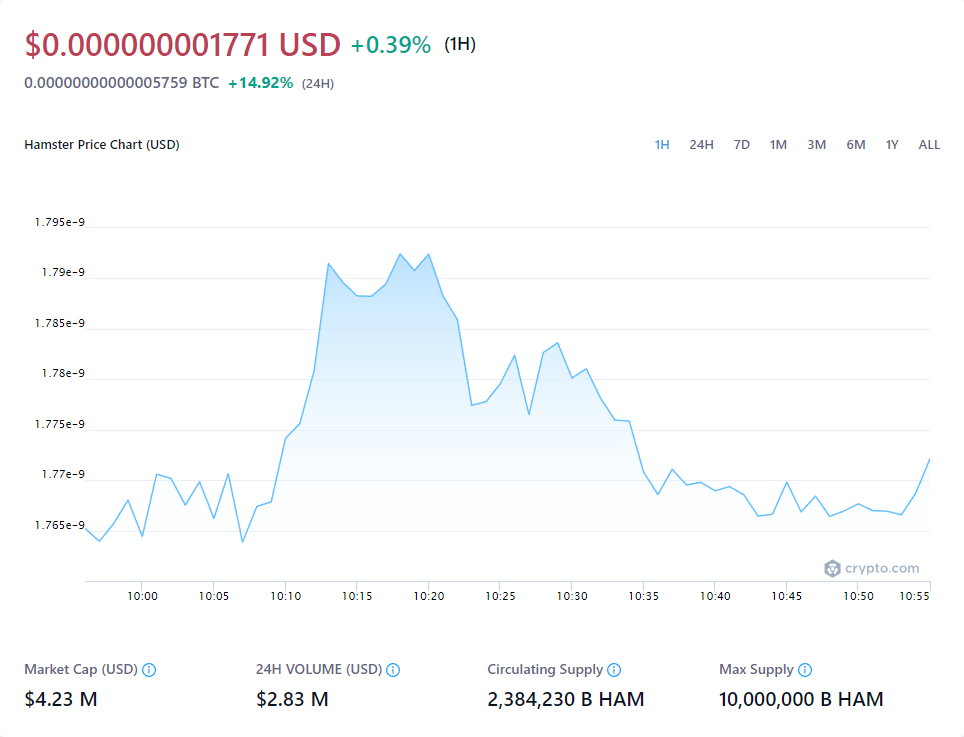 $0.000000001771 USD +0.39% (1H)
0.00000000000005759 BTC +14.92% (24H)
Hamster Price Chart (USD) 1H 24H 7D 1M 3M 6M 1Y ALL
1.795e-9
1.79e-9
1.785e-9
1.78e-9
1.775e-9
1.77e-9
1.765e-9
crypto.com
10:00 10:05 10:10 10:15 10:20 10:25 10:30 10:35 10:40 10:45 10:50 10:55
Market Cap (USD) 24H VOLUME (USD) Circulating Supply Max Supply
$4.23 M $2.83 M 2,384,230 B HAM 10,000,000 B HAM